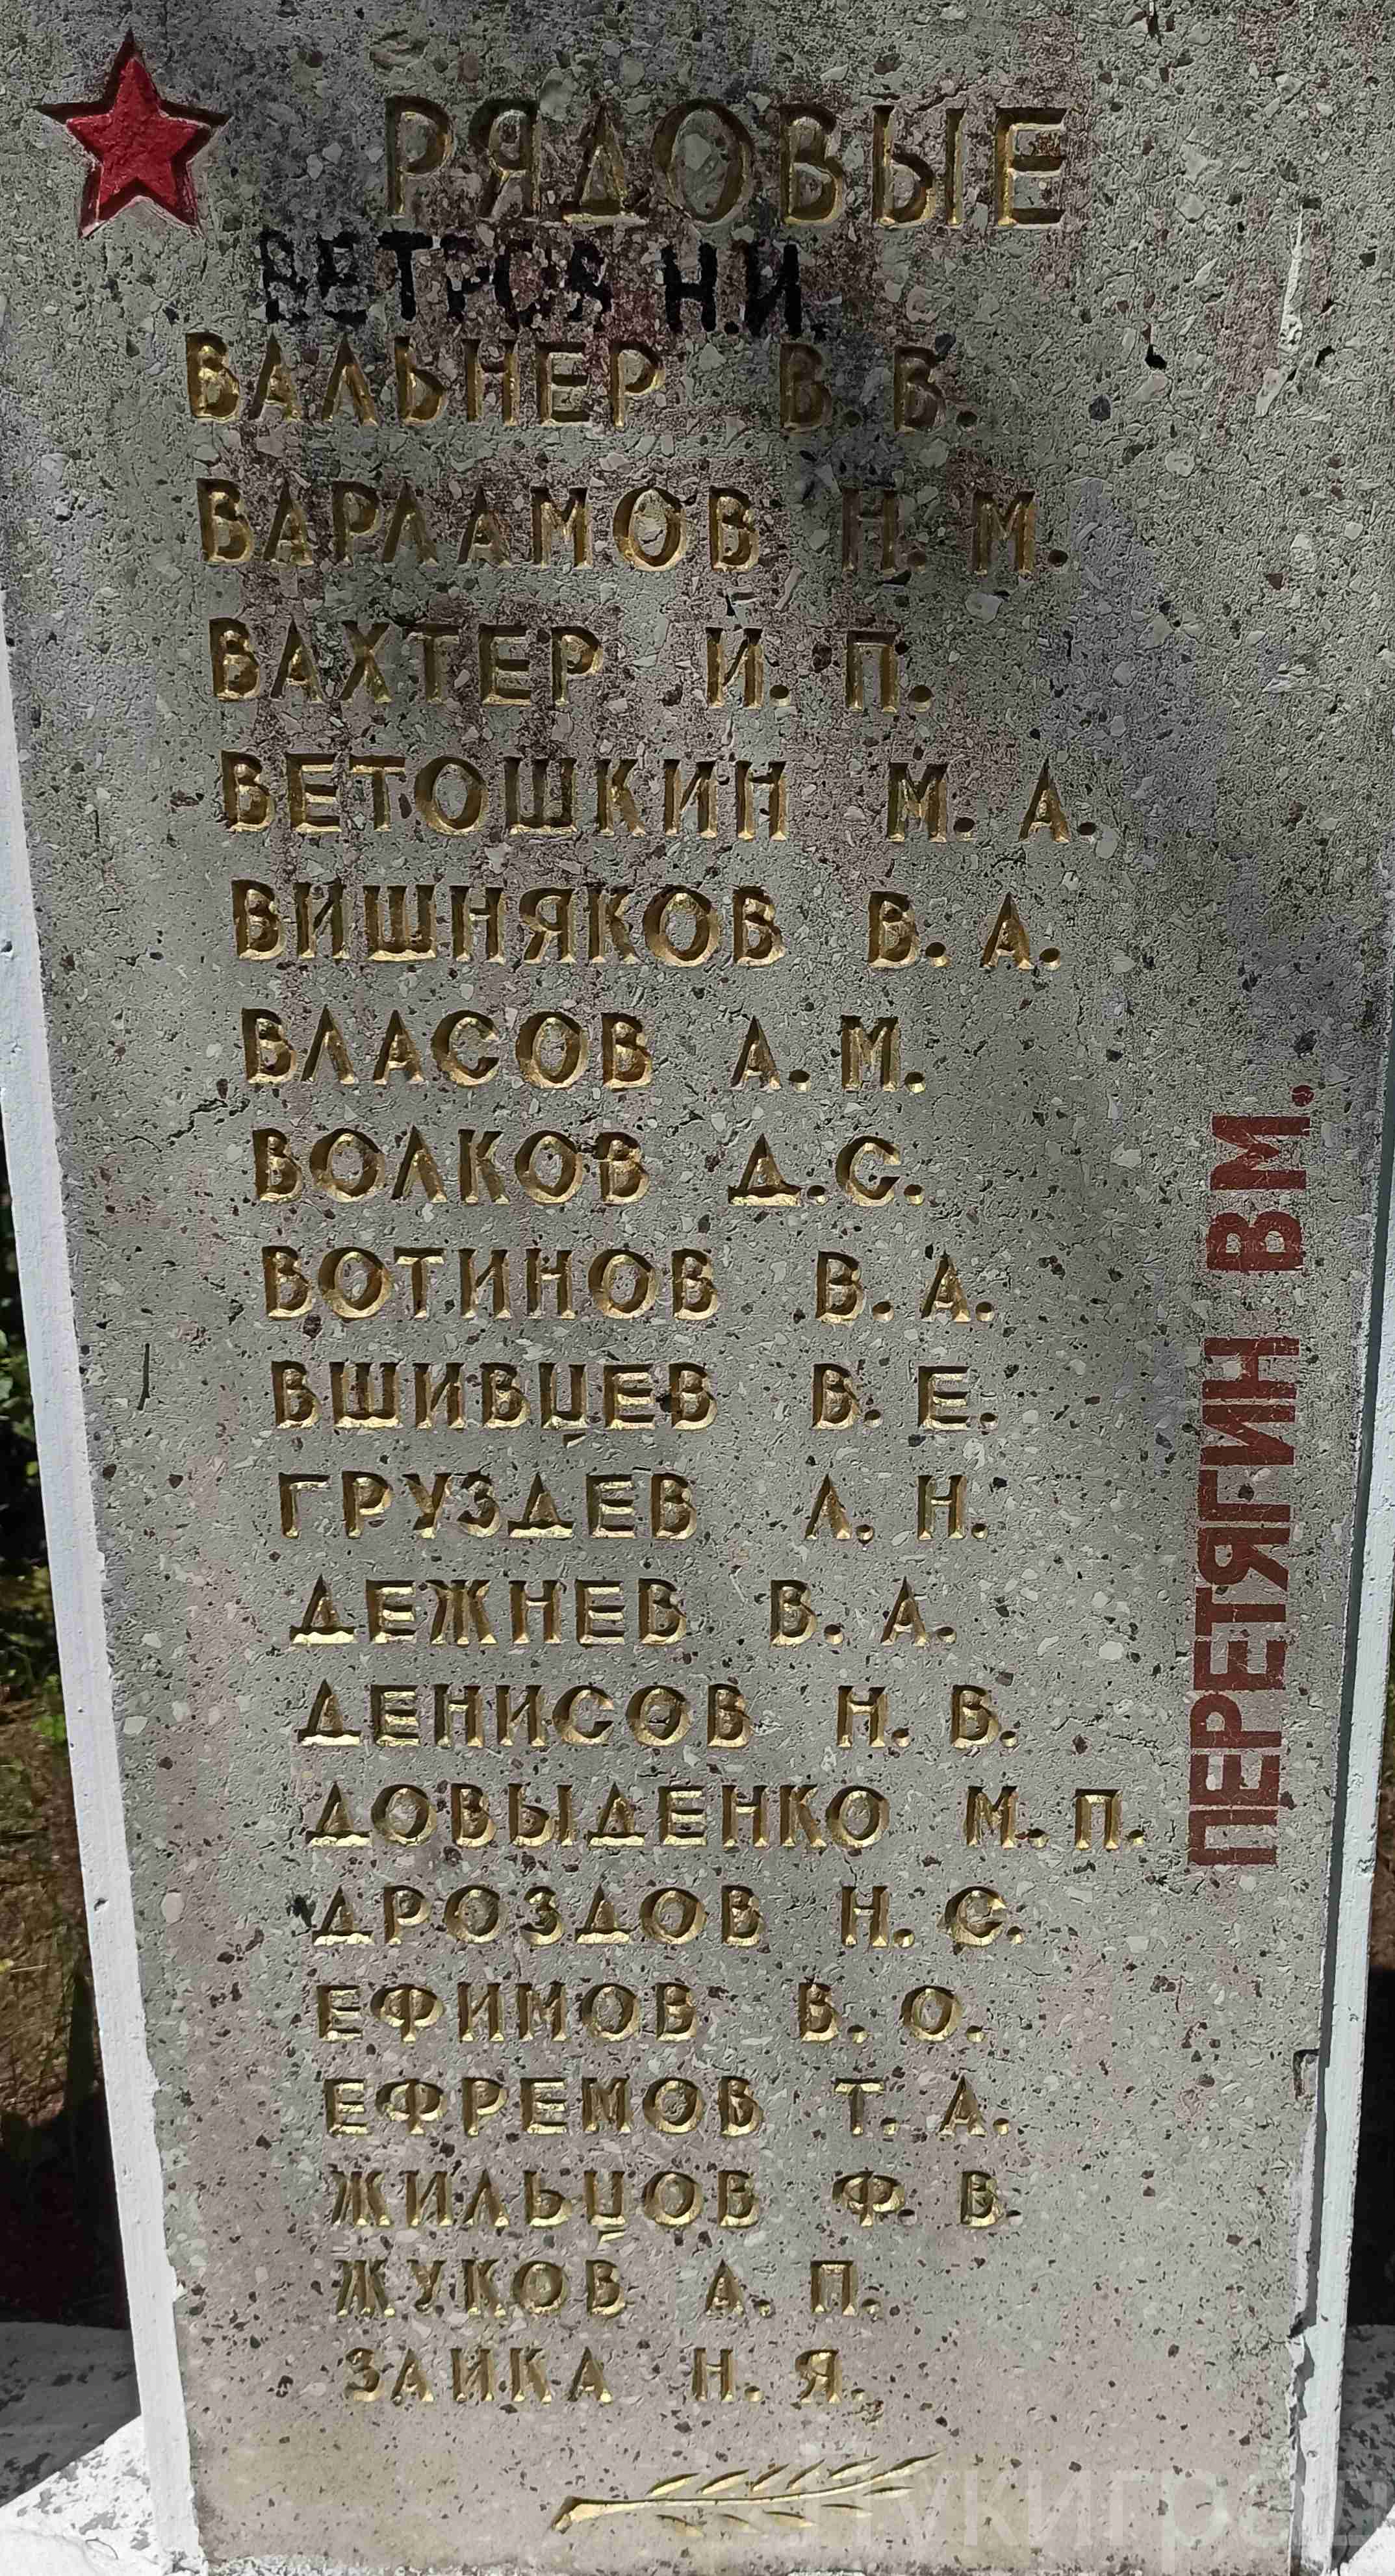 РЯДОВЫЕ
ВЕТРОВ Н.И.
ВАЛЬНЕР В.В.
ВАРЛАМОВ Н.М.
ВАХТЕР И.П.
ВЕТОШКИН М.А.
ВИШНЯКОВ В.А.
ВЛАСОВ А.М.
ВОЛКОВ Д.С.
ВОТИНОВ В.А.
ВШИВЦЕВ В.Е.
ГРУЗДЕВ Л.Н.
ДЕЖНЕВ В.А.
ДЕНИСОВ Н.В.
ДОВЫДЕНКО М.П.
ДРОЗДОВ Н.С.
ЕФИМОВ В.О.
ЕФРЕМОВ Т.А.
ЖИЛЬЦОВ Ф.В.
ЖУКОВ А.П.
ЗАИКА Н.Я.
ПЕРЕТЯГИН В М.